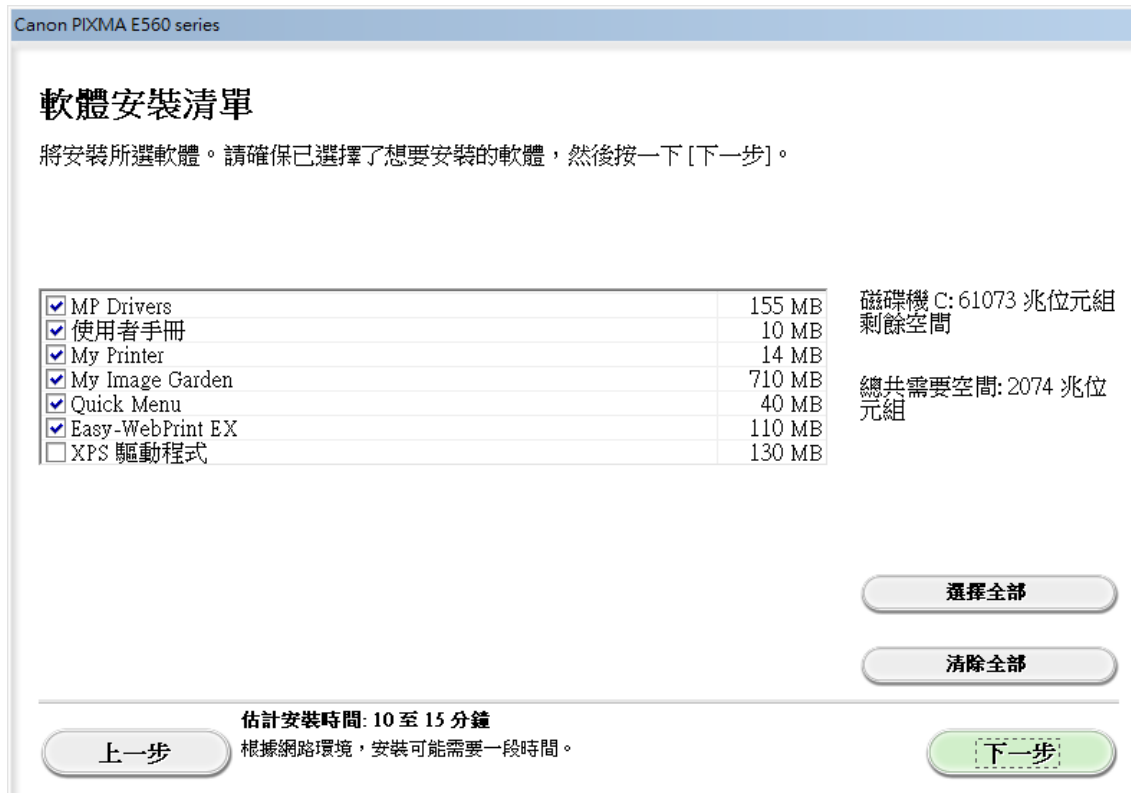 Canon PIXMA E560 series
軟體安裝清單
將安裝所選軟體。請確保已選擇了想要安裝的軟體，然後按一下 [下一步]。
MP Drivers 155 MB
使用者手冊 10 MB
My Printer 14 MB
My Image Garden 710 MB
Quick Menu 40 MB
Easy-WebPrint EX 110 MB
XPS 驅動程式 130 MB
磁碟機 C: 61073 兆位元組
剩餘空間
總共需要空間: 2074 兆位
元組
選擇全部
清除全部
估計安裝時間: 10 至 15 分鐘
根據網路環境，安裝可能需要一段時間。
上一步
下一步